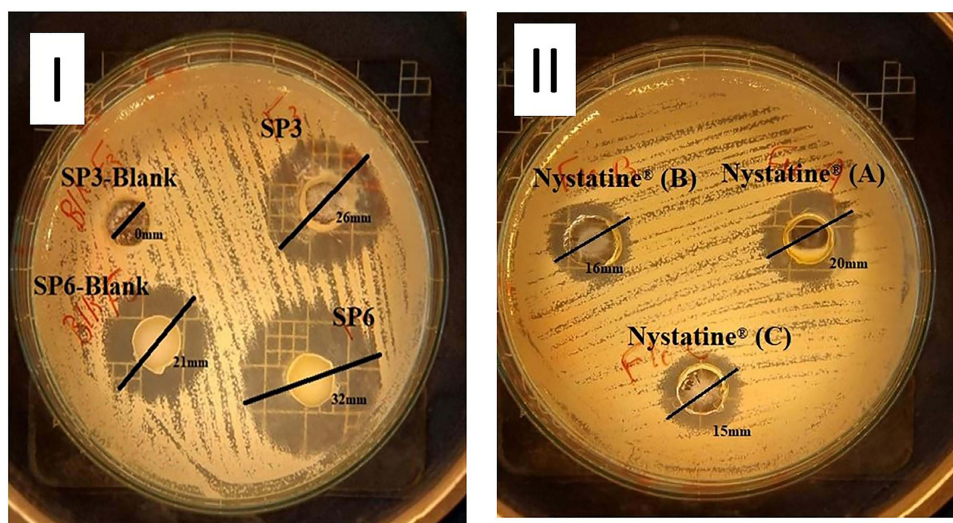 I
SP3
SP3-Blank
26mm
0mm
SP6-Blank
SP6
21mm
32mm
II
Nystatine® (B)
Nystatine® (A)
16mm
20mm
Nystatine® (C)
15mm